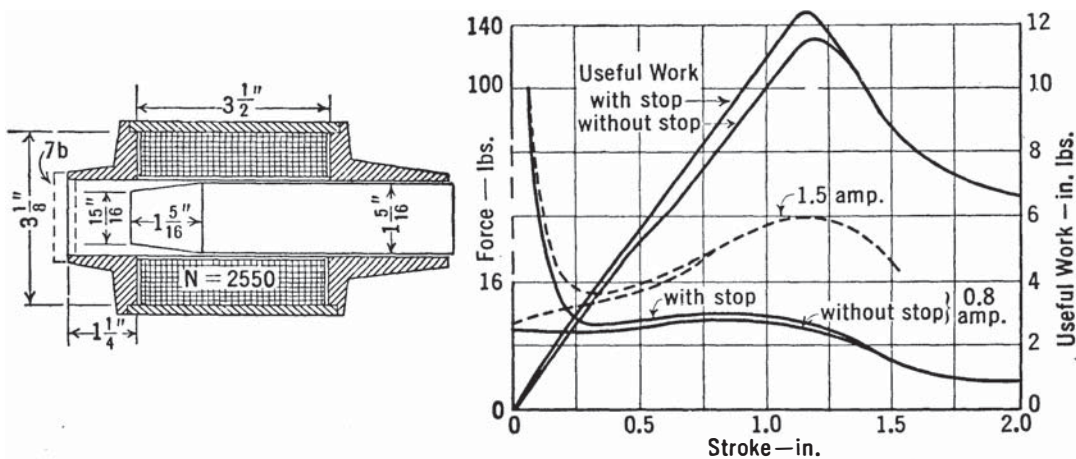 3 1/2"
7b
3 1/8"
15/16"
1 5/16"
1 5/16"
N = 2550
1 1/4"
140
100
16
0
Force — lbs.
Useful Work
with stop
without stop
1.5 amp.
with stop
without stop } 0.8 amp.
12
10
8
6
4
2
0
Useful Work — in. lbs.
0
0.5
1.0
1.5
2.0
Stroke — in.